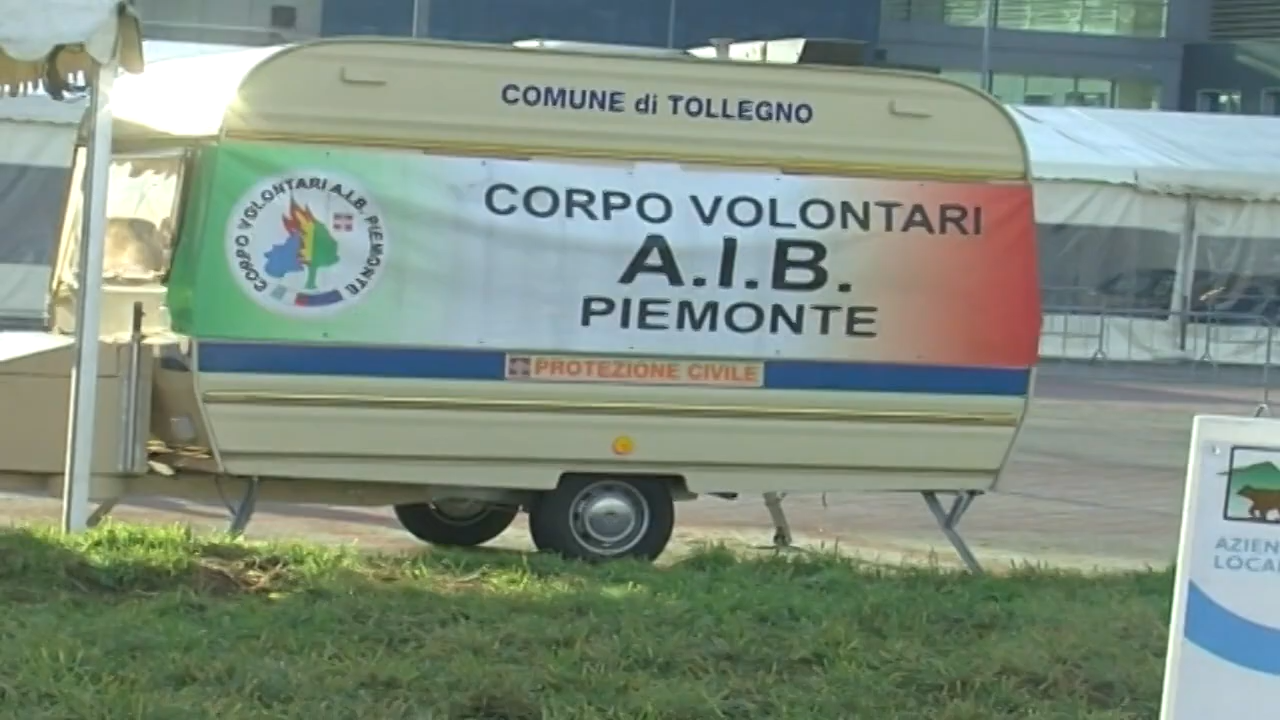 COMUNE di TOLLEGNO
CORPO VOLONTARI A.I.B. PIEMONTE
CORPO VOLONTARI
A.I.B.
PIEMONTE
PROTEZIONE CIVILE
AZIEN
LOCA